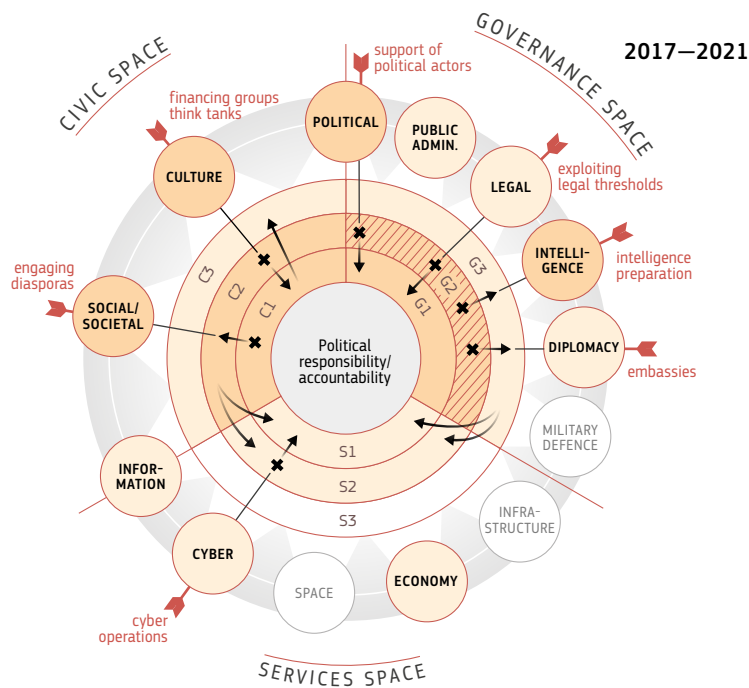 2017—2021
CIVIC SPACE
GOVERNANCE SPACE
support of
political actors
financing groups
think tanks
POLITICAL
PUBLIC
ADMIN.
CULTURE
LEGAL
exploiting
legal thresholds
INTELLI-
GENCE
intelligence
preparation
engaging
diasporas
SOCIAL/
SOCIETAL
C3
C2
C1
G3
G2
G1
Political
responsibility/
accountability
DIPLOMACY
embassies
MILITARY
DEFENCE
S1
S2
S3
INFOR-
MATION
INFRA-
STRUCTURE
CYBER
SPACE
ECONOMY
cyber
operations
SERVICES SPACE